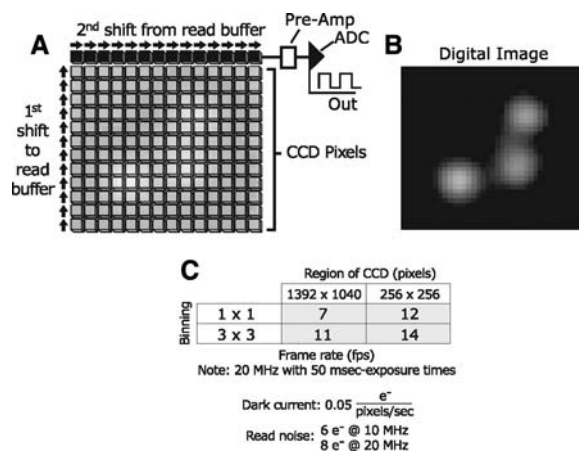 A
2nd shift from read buffer
Pre-Amp
ADC
Out
1st
shift
to
read
buffer
CCD Pixels
B
Digital Image
C
Region of CCD (pixels)
1392 x 1040 256 x 256
Binning
1 x 1 7 12
3 x 3 11 14
Frame rate (fps)
Note: 20 MHz with 50 msec-exposure times
Dark current: 0.05 e-
pixels/sec
Read noise: 6 e- @ 10 MHz
8 e- @ 20 MHz